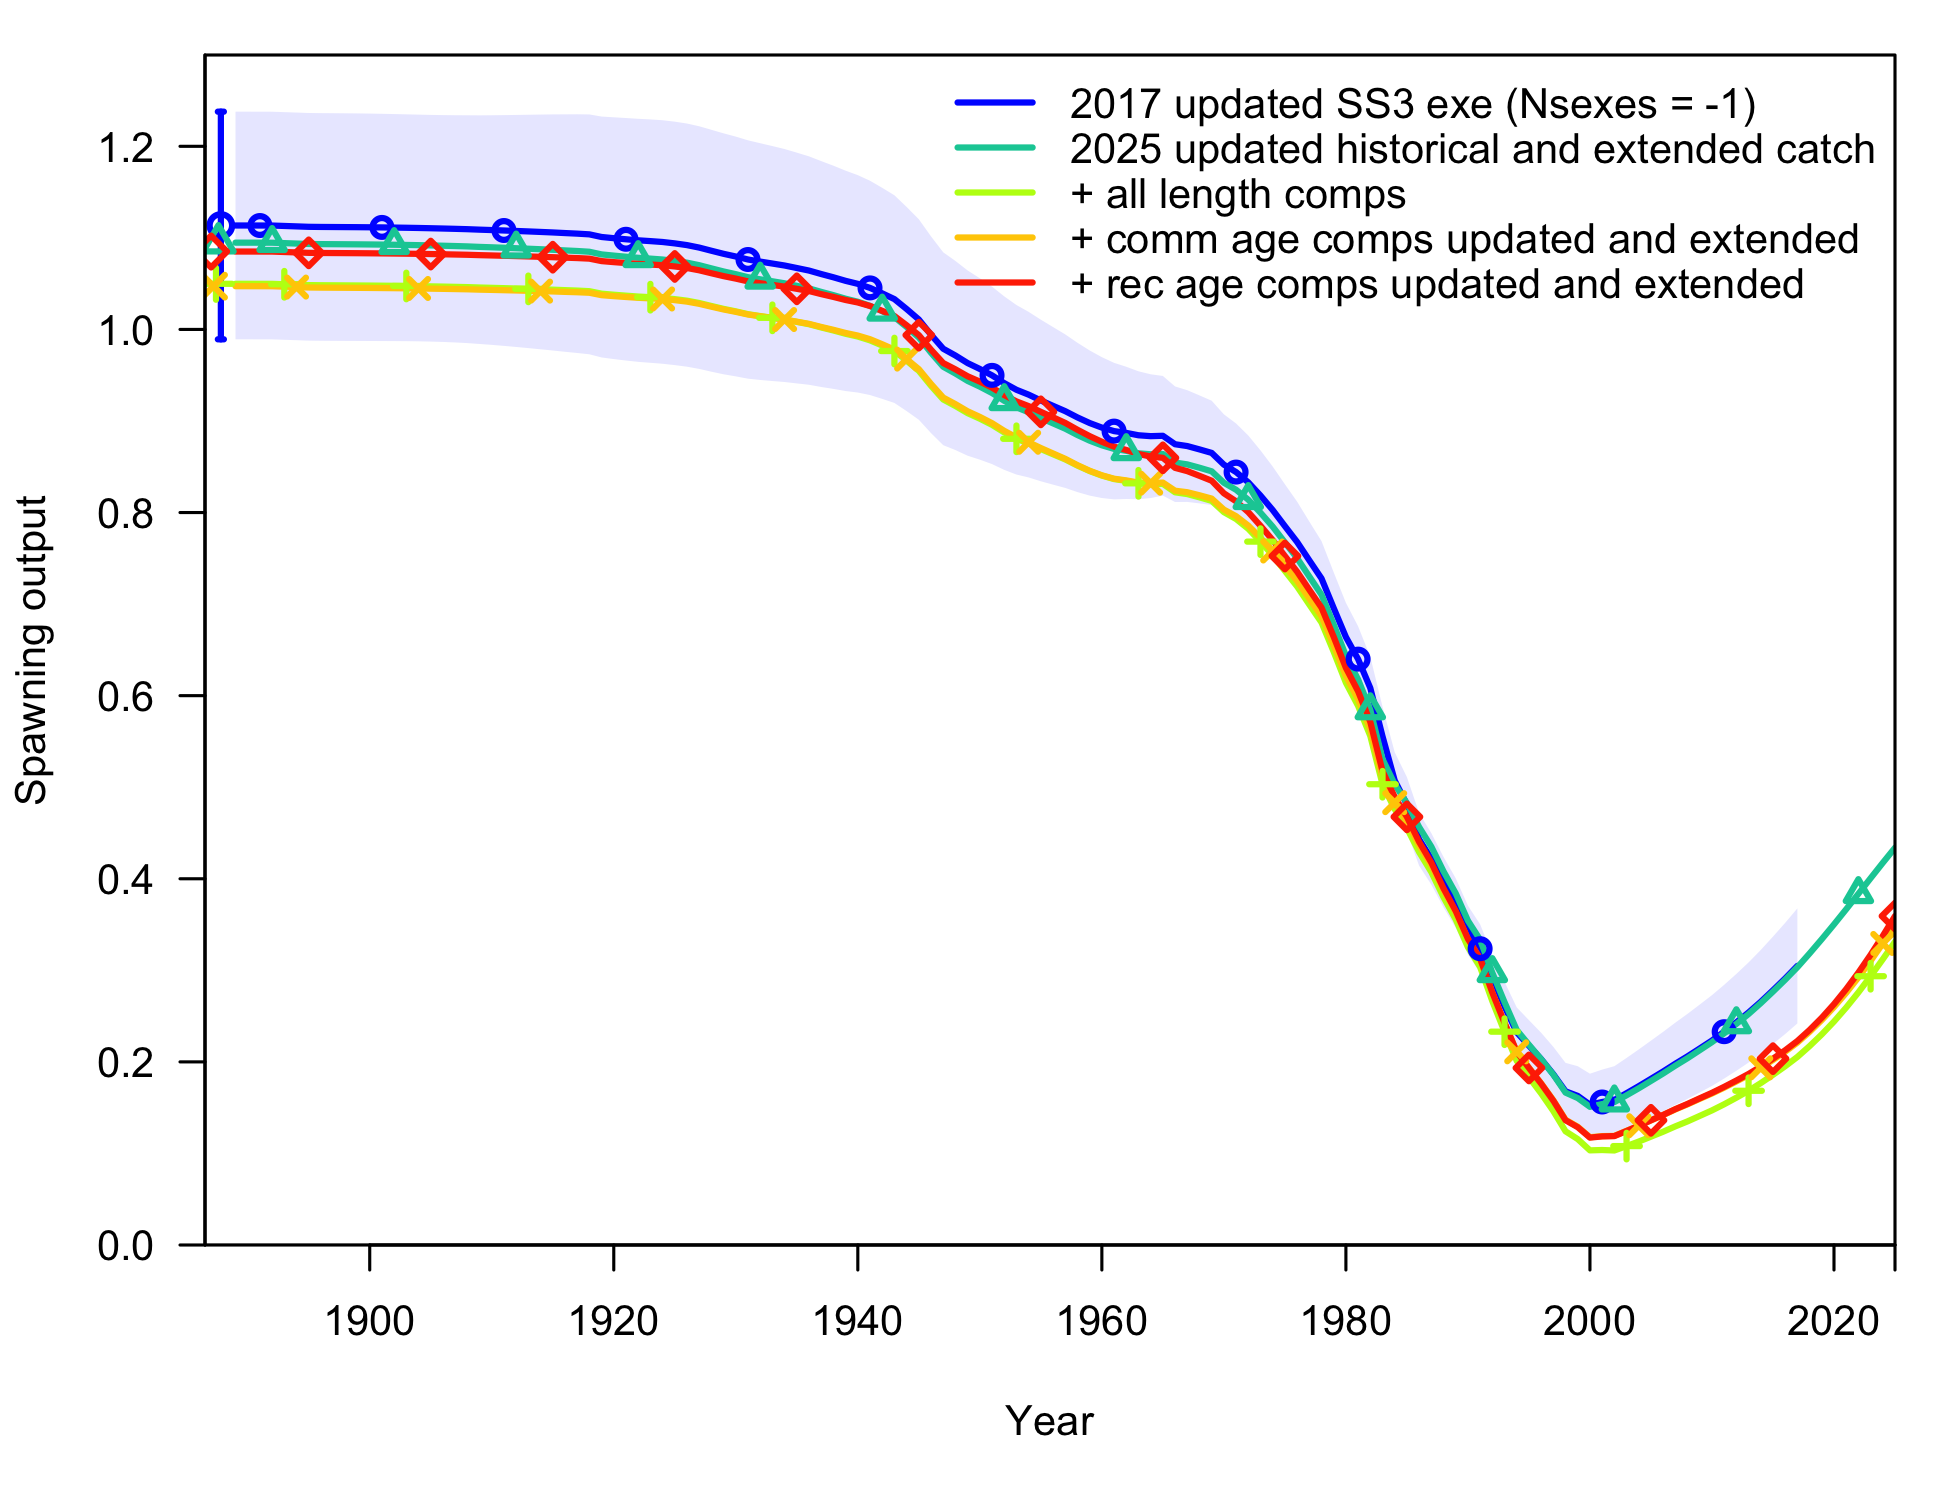 2017 updated SS3 exe (Nsexes = -1)
2025 updated historical and extended catch
+ all length comps
+ comm age comps updated and extended
+ rec age comps updated and extended
Spawning output
1.2
1.0
0.8
0.6
0.4
0.2
0.0
1900 1920 1940 1960 1980 2000 2020
Year